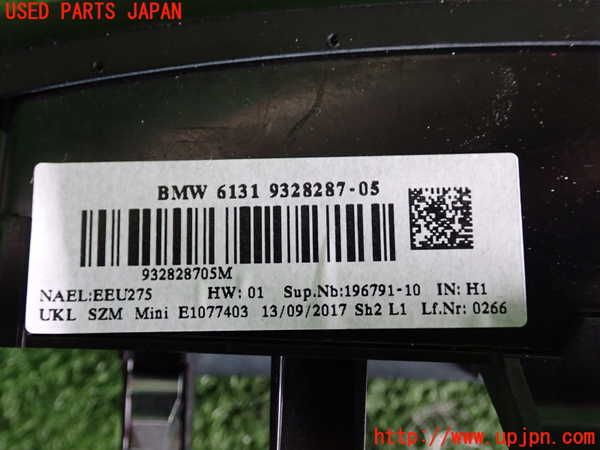 USED PARTS JAPAN
BMW 6131 9328287-05
932828705M
NAEL:EEU275 HW: 01 Sup.Nb:196791-10 IN: H1
UKL SZM Mini E1077403 13/09/2017 Sh2 L1 Lf.Nr: 0266
http://www.upjpn.com